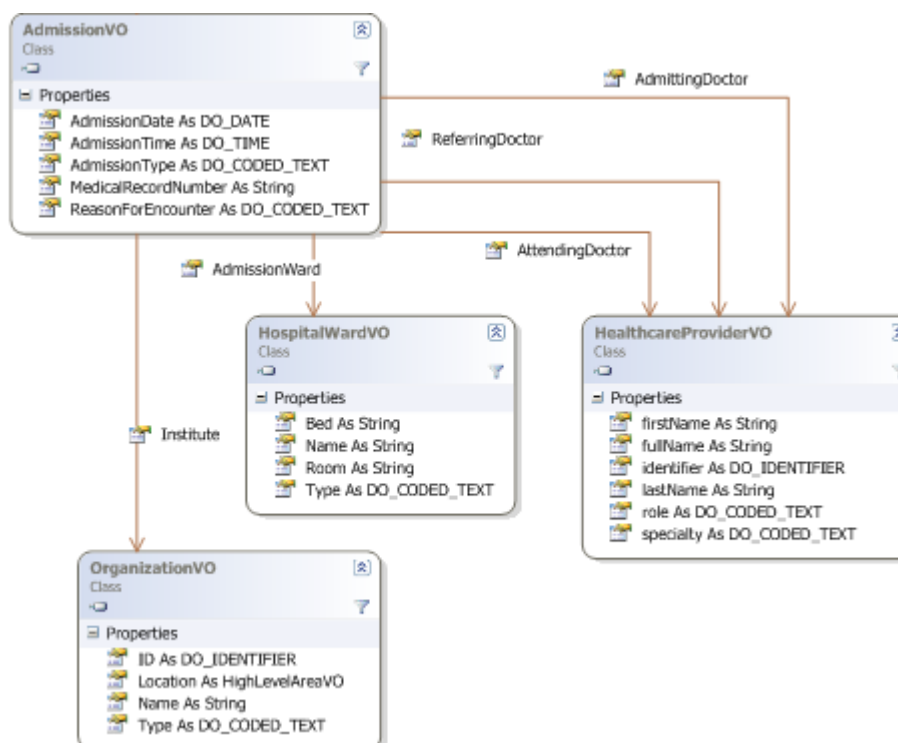 AdmissionVO
Class
Properties
AdmissionDate As DO_DATE
AdmissionTime As DO_TIME
AdmissionType As DO_CODED_TEXT
MedicalRecordNumber As String
ReasonForEncounter As DO_CODED_TEXT
AdmittingDoctor
ReferringDoctor
AttendingDoctor
AdmissionWard
Institute
HospitalWardVO
Class
Properties
Bed As String
Name As String
Room As String
Type As DO_CODED_TEXT
HealthcareProviderVO
Class
Properties
firstName As String
fullName As String
identifier As DO_IDENTIFIER
lastName As String
role As DO_CODED_TEXT
specialty As DO_CODED_TEXT
OrganizationVO
Class
Properties
ID As DO_IDENTIFIER
Location As HighLevelAreaVO
Name As String
Type As DO_CODED_TEXT